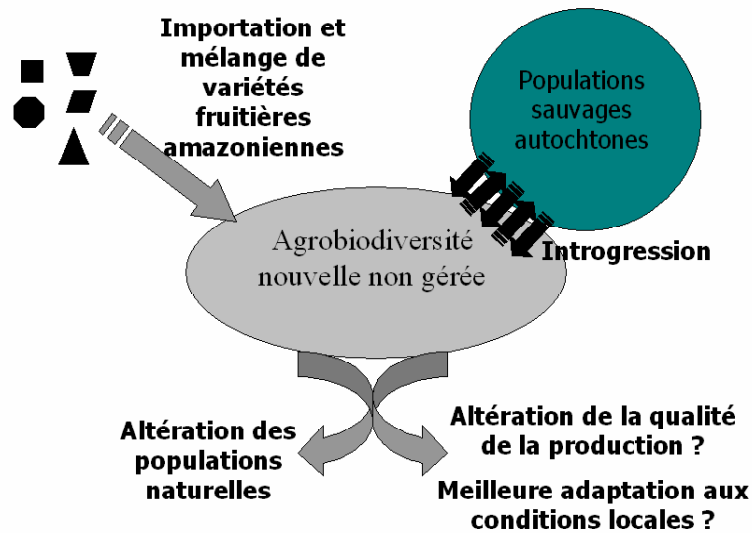 Importation et
mélange de
variétés
fruitières
amazoniennes
Populations
sauvages
autochtones
Introgression
Agrobiodiversité
nouvelle non gérée
Altération des
populations
naturelles
Altération de la qualité
de la production ?
Meilleure adaptation aux
conditions locales ?